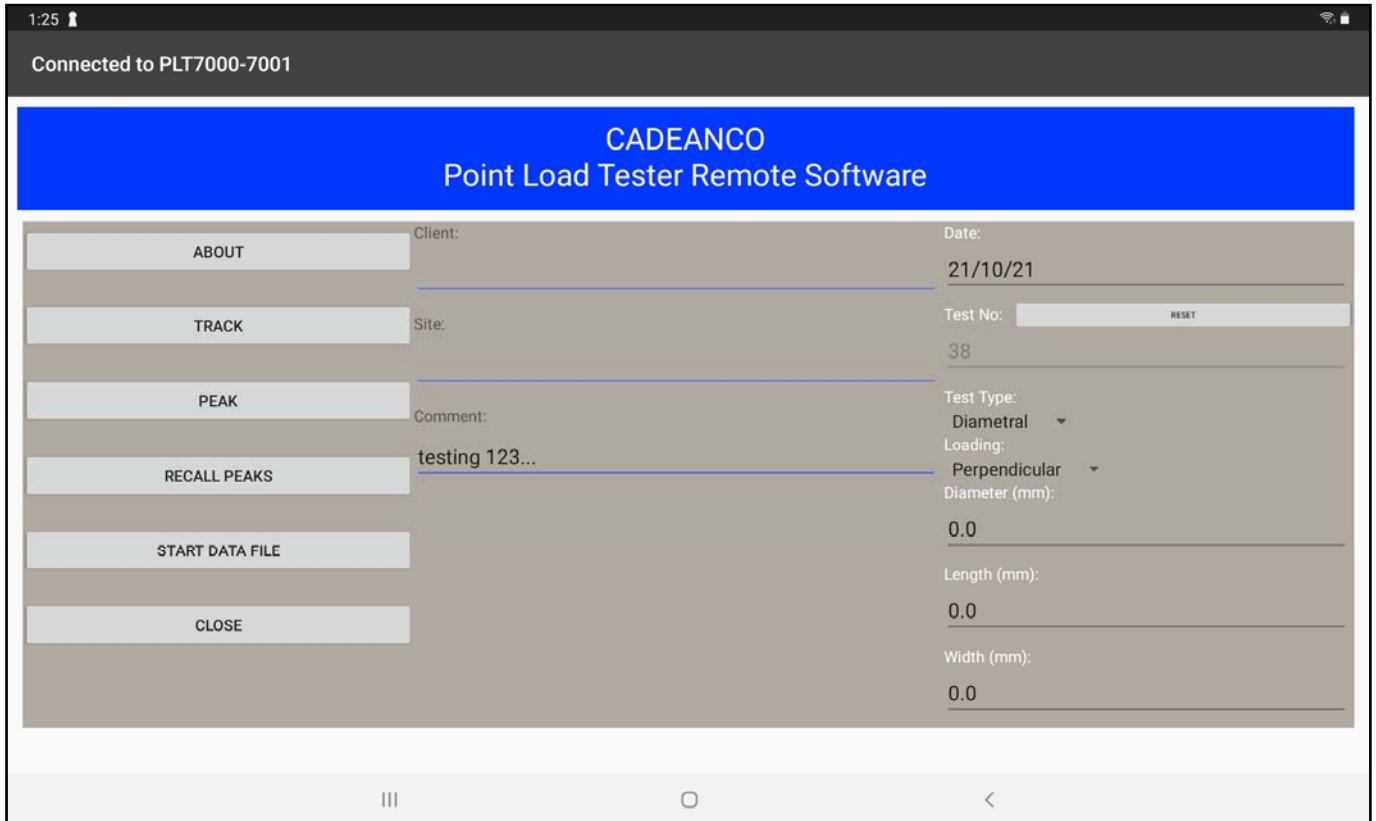 1:25
Connected to PLT7000-7001
CADEANCO
Point Load Tester Remote Software
ABOUT
TRACK
PEAK
RECALL PEAKS
START DATA FILE
CLOSE
Client:
Site:
Comment:
testing 123...
Date:
21/10/21
Test No:
RESET
38
Test Type:
Diametral
Loading:
Perpendicular
Diameter (mm):
0.0
Length (mm):
0.0
Width (mm):
0.0